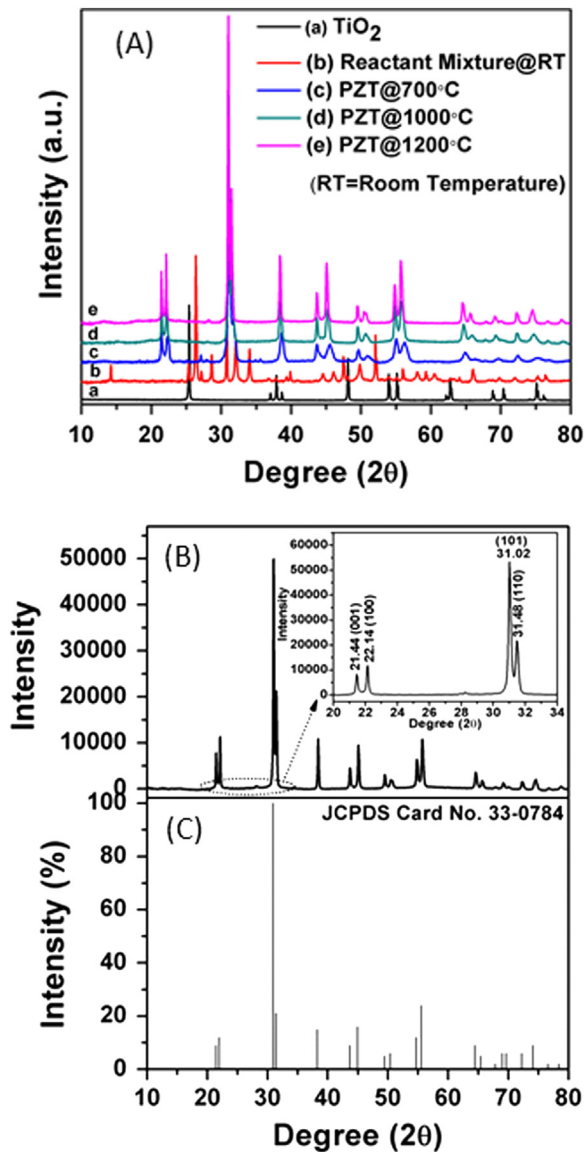 (A)
(a) TiO2
(b) Reactant Mixture@RT
(c) PZT@700°C
(d) PZT@1000°C
(e) PZT@1200°C
(RT=Room Temperature)
Intensity (a.u.)
e
d
c
b
a
10 20 30 40 50 60 70 80
Degree (2θ)
(B)
50000
40000
30000
20000
10000
0
Intensity
60000
50000
40000
30000
20000
10000
0
Intensity
(101)
31.02
31.48 (110)
21.44 (001)
22.14 (100)
20 22 24 26 28 30 32 34
Degree (2θ)
(C)
JCPDS Card No. 33-0784
100
80
60
40
20
0
Intensity (%)
10 20 30 40 50 60 70 80
Degree (2θ)